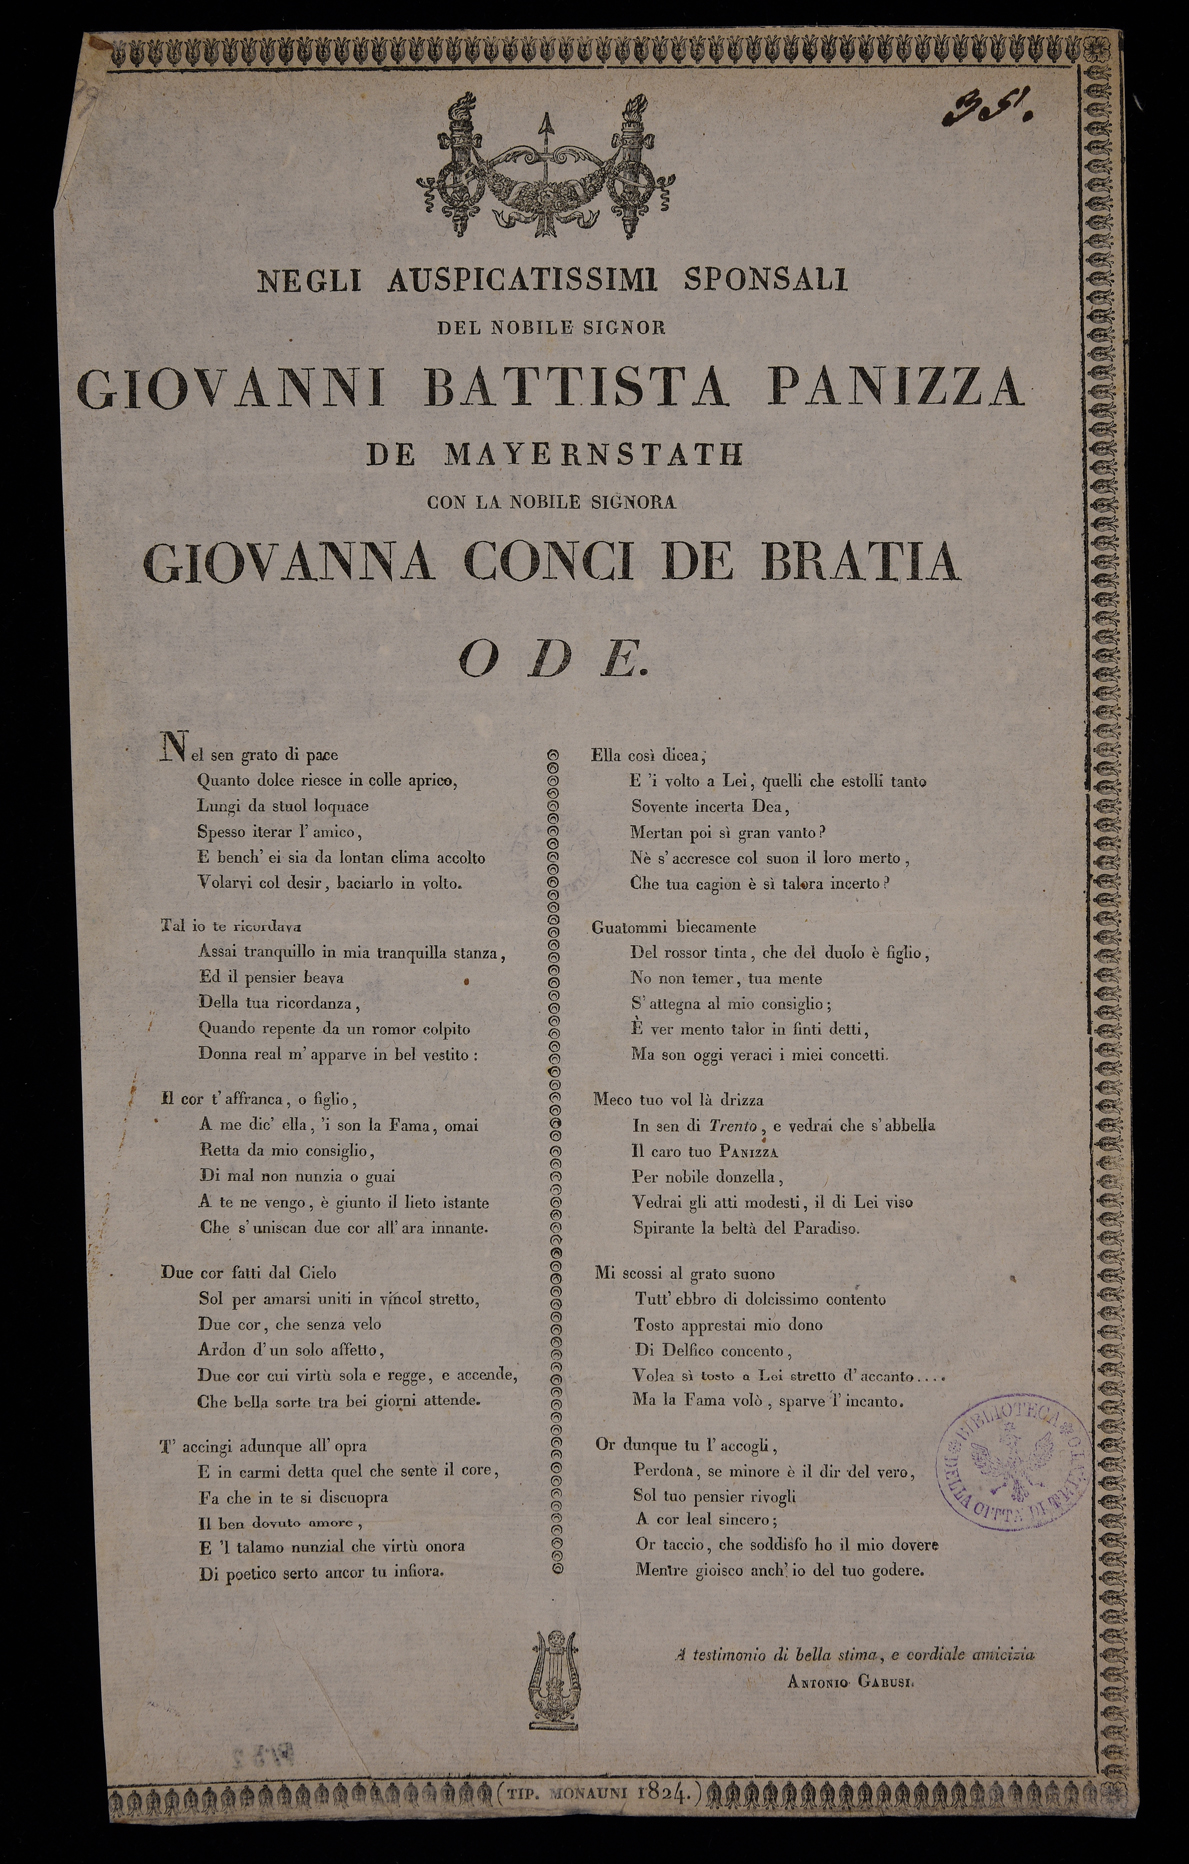 35.
NEGLI AUSPICATISSIMI SPONSALI
DEL NOBILE SIGNOR
GIOVANNI BATTISTA PANIZZA
DE MAYERNSTATH
CON LA NOBILE SIGNORA
GIOVANNA CONCI DE BRATIA
ODE.
Nel sen grato di pace
Quanto dolce riesce in colle aprico,
Lungi da stuol loquace
Spesso iterar l' amico,
E bench' ei sia da lontan clima accolto
Volarvi col desir, baciarlo in volto.
Tal io te ricordava
Assai tranquillo in mia tranquilla stanza,
Ed il pensier beava
Della tua ricordanza,
Quando repente da un romor colpito
Donna real m' apparve in bel vestito:
Il cor t' affranca, o figlio,
A me dic' ella, 'i son la Fama, omai
Retta da mio consiglio,
Di mal non nunzia o guai
A te ne vengo, è giunto il lieto istante
Che s' uniscan due cor all' ara innante.
Due cor fatti dal Cielo
Sol per amarsi uniti in vincol stretto,
Due cor, che senza velo
Ardon d' un solo affetto,
Due cor cui virtù sola e regge, e accende,
Che bella sorte tra bei giorni attende.
T' accingi adunque all' opra
E in carmi detta quel che sente il core,
Fa che in te si discuopra
Il ben dovuto amore,
E 'l talamo nunzial che virtù onora
Di poetico serto ancor tu infiora.
Ella così dicea,
E 'i volto a Lei, quelli che estolli tanto
Sovente incerta Dea,
Mertan poi sì gran vanto?
Nè s' accresce col suon il loro merto,
Che tua cagion è sì talora incerto?
Guatommi biecamente
Del rossor tinta, che del duolo è figlio,
No non temer, tua mente
S' attegna al mio consiglio;
È ver mento talor in finti detti,
Ma son oggi veraci i miei concetti.
Meco tuo vol là drizza
In sen di Trento, e vedrai che s' abbella
Il caro tuo PANIZZA
Per nobile donzella,
Vedrai gli atti modesti, il di Lei viso
Spirante la beltà del Paradiso.
Mi scossi al grato suono
Tutt' ebbro di dolcissimo contento
Tosto apprestai mio dono
Di Delfico concento,
Volea sì tosto a Lei stretto d' accanto....
Ma la Fama volò, sparve l' incanto.
Or dunque tu l' accogli,
Perdona, se minore è il dir del vero,
Sol tuo pensier rivogli
A cor leal sincero;
Or taccio, che soddisfo ho il mio dovere
Mentre gioisco anch' io del tuo godere.
A testimonio di bella stima, e cordiale amicizia
ANTONIO GABUSI.
BIBLIOTECA DELLA CITTÀ DI TRENTO
(TIP. MONAUNI 1824.)